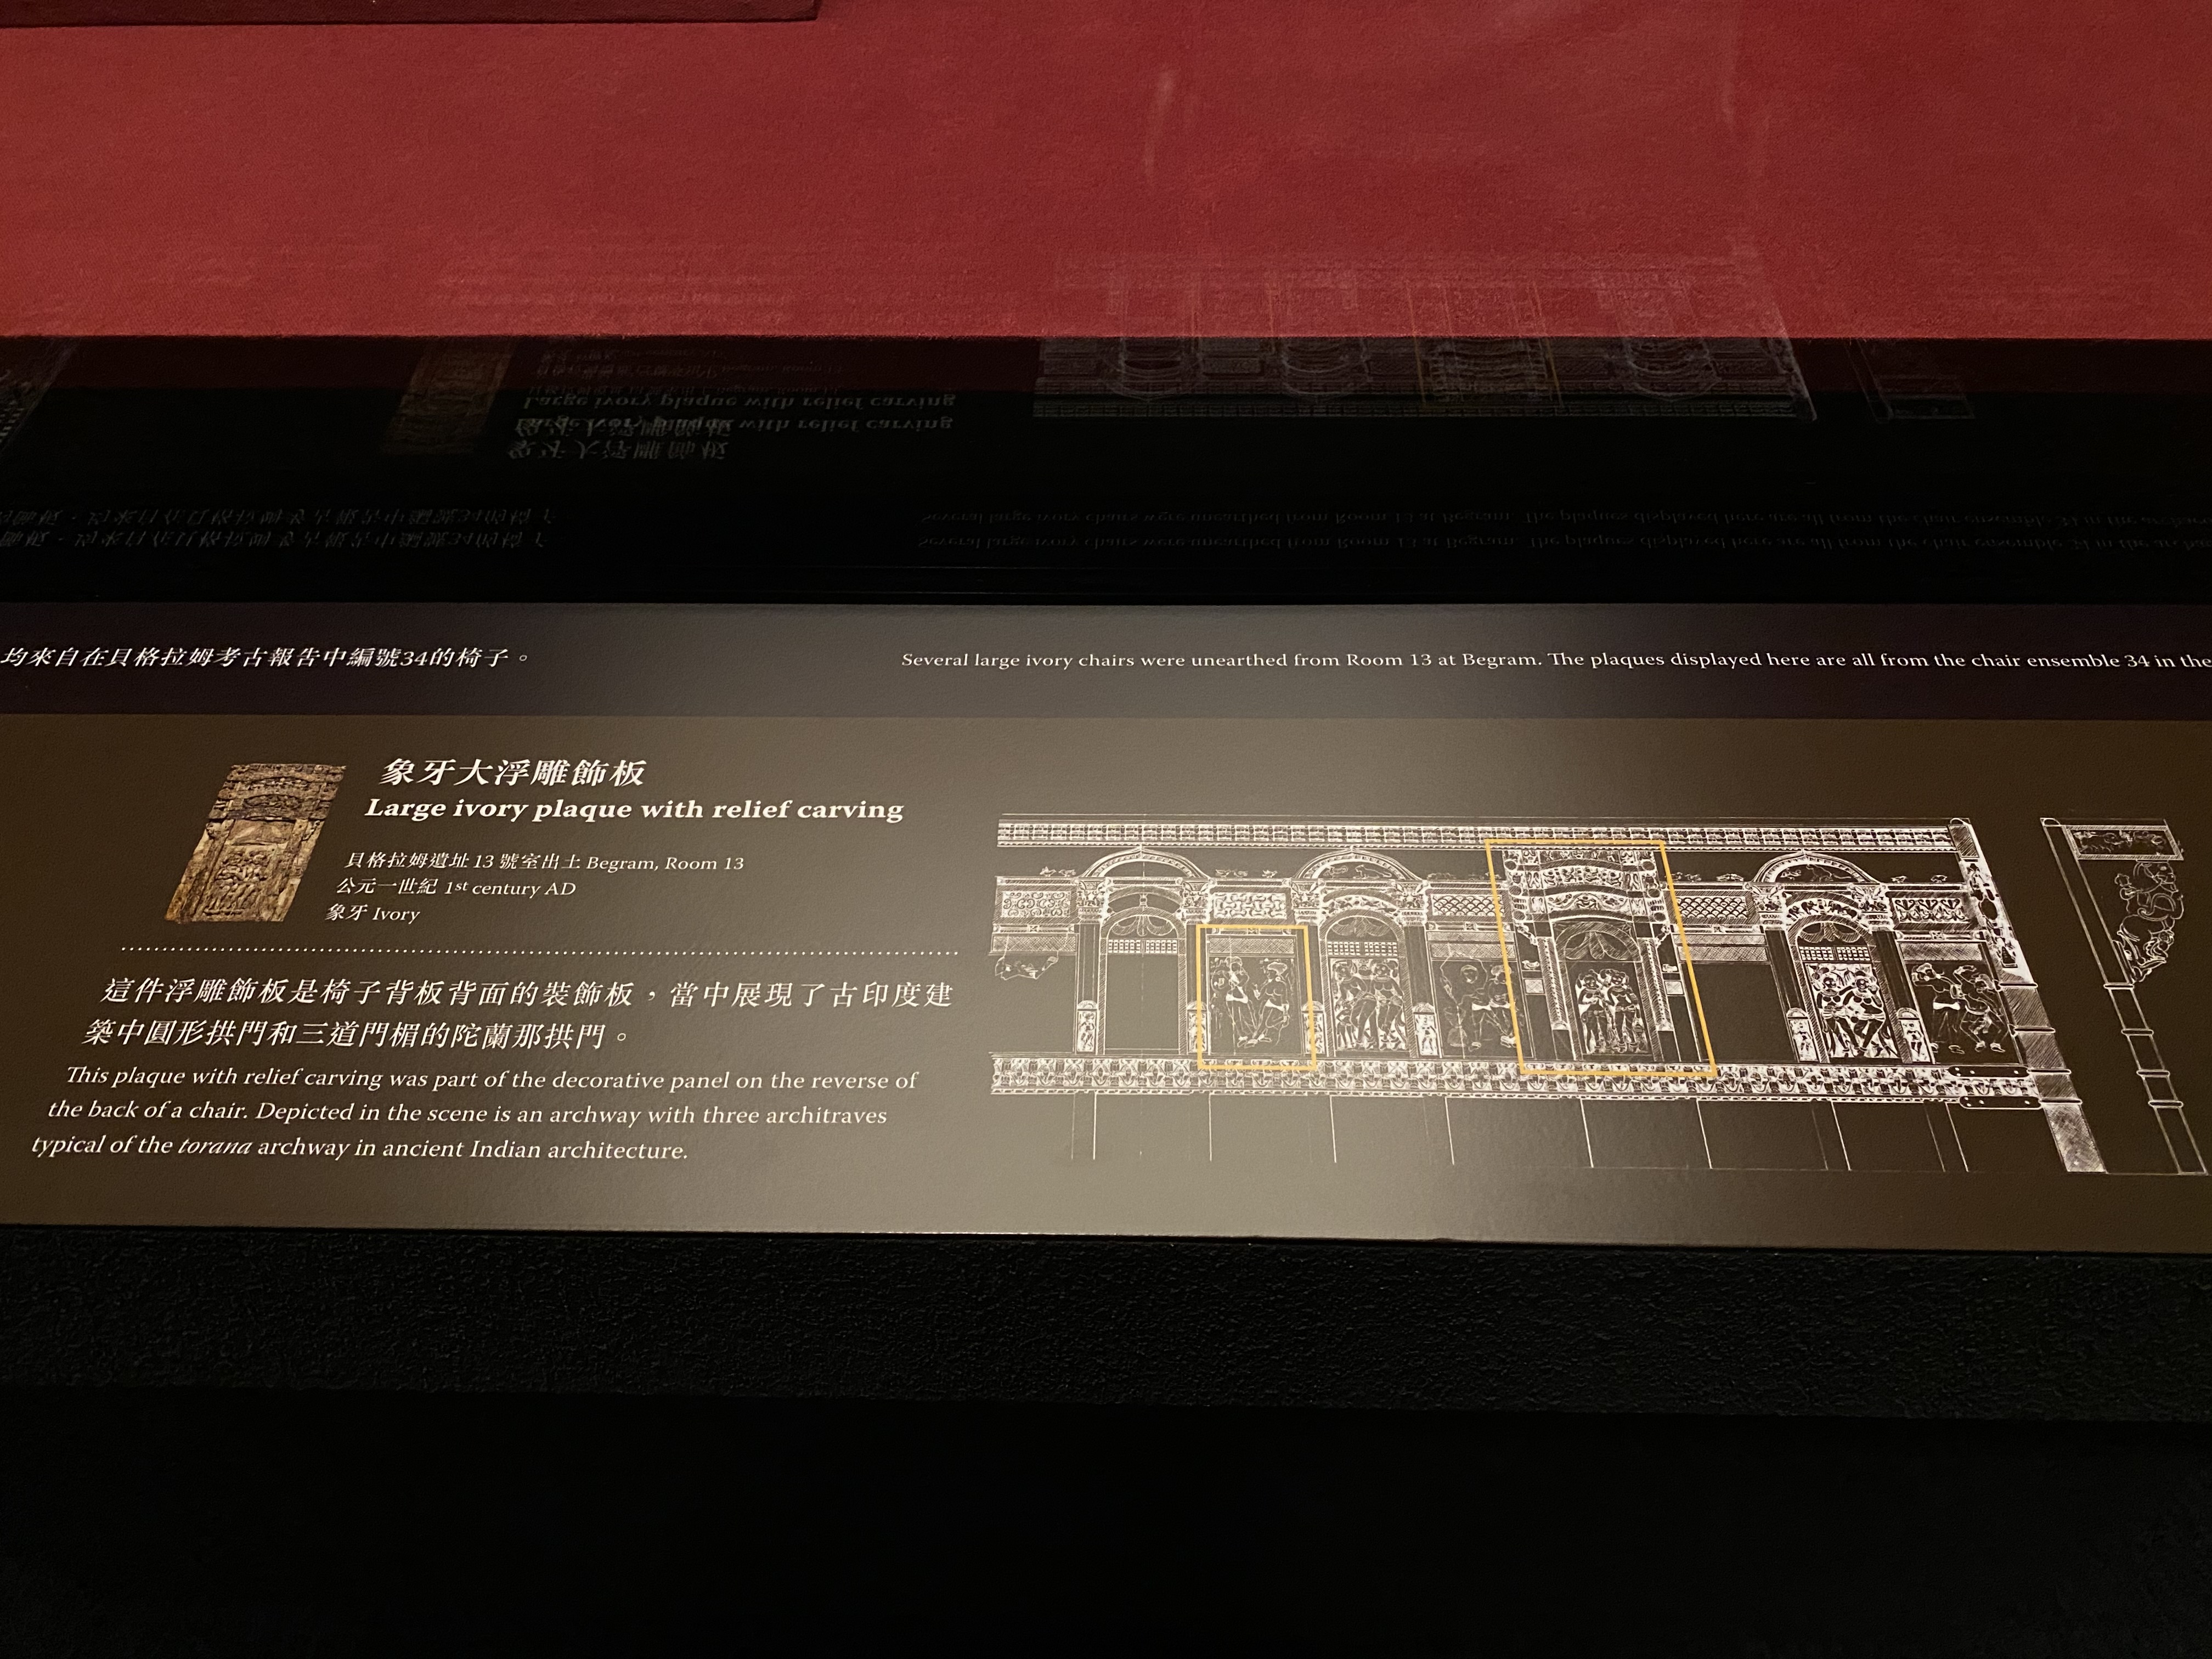 均來自在貝格拉姆考古報告中編號34的椅子。
Several large ivory chairs were unearthed from Room 13 at Begram. The plaques displayed here are all from the chair ensemble 34 in the
象牙大浮雕飾板
Large ivory plaque with relief carving
貝格拉姆遺址 13 號室出土 Begram, Room 13
公元一世紀 1st century AD
象牙 Ivory
這件浮雕飾板是椅子背板背面的裝飾板，當中展現了古印度建
築中圓形拱門和三道門楣的陀蘭那拱門。
This plaque with relief carving was part of the decorative panel on the reverse of
the back of a chair. Depicted in the scene is an archway with three architraves
typical of the torana archway in ancient Indian architecture.